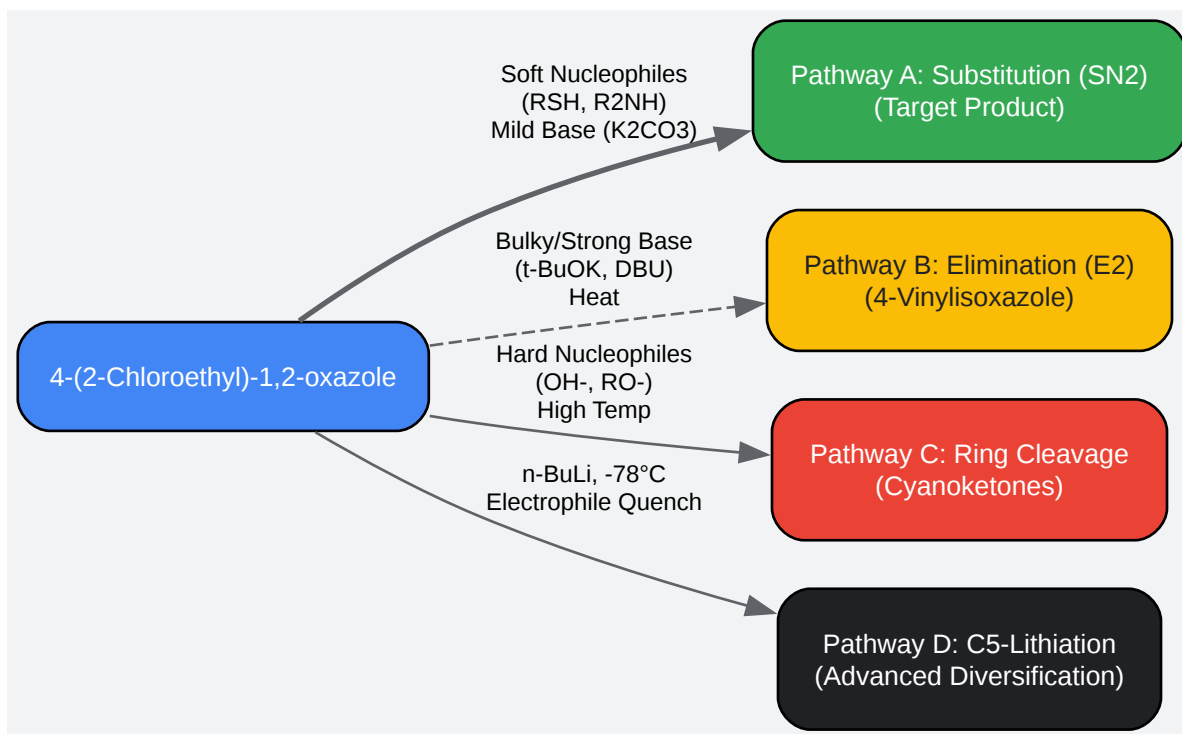 Soft Nucleophiles
(RSH, R2NH)
Mild Base (K2CO3)
Pathway A: Substitution (SN2)
(Target Product)
Bulky/Strong Base
(t-BuOK, DBU)
Heat
Pathway B: Elimination (E2)
(4-Vinylisoxazole)
4-(2-Chloroethyl)-1,2-oxazole
Hard Nucleophiles
(OH-, RO-)
High Temp
Pathway C: Ring Cleavage
(Cyanoketones)
n-BuLi, -78°C
Electrophile Quench
Pathway D: C5-Lithiation
(Advanced Diversification)